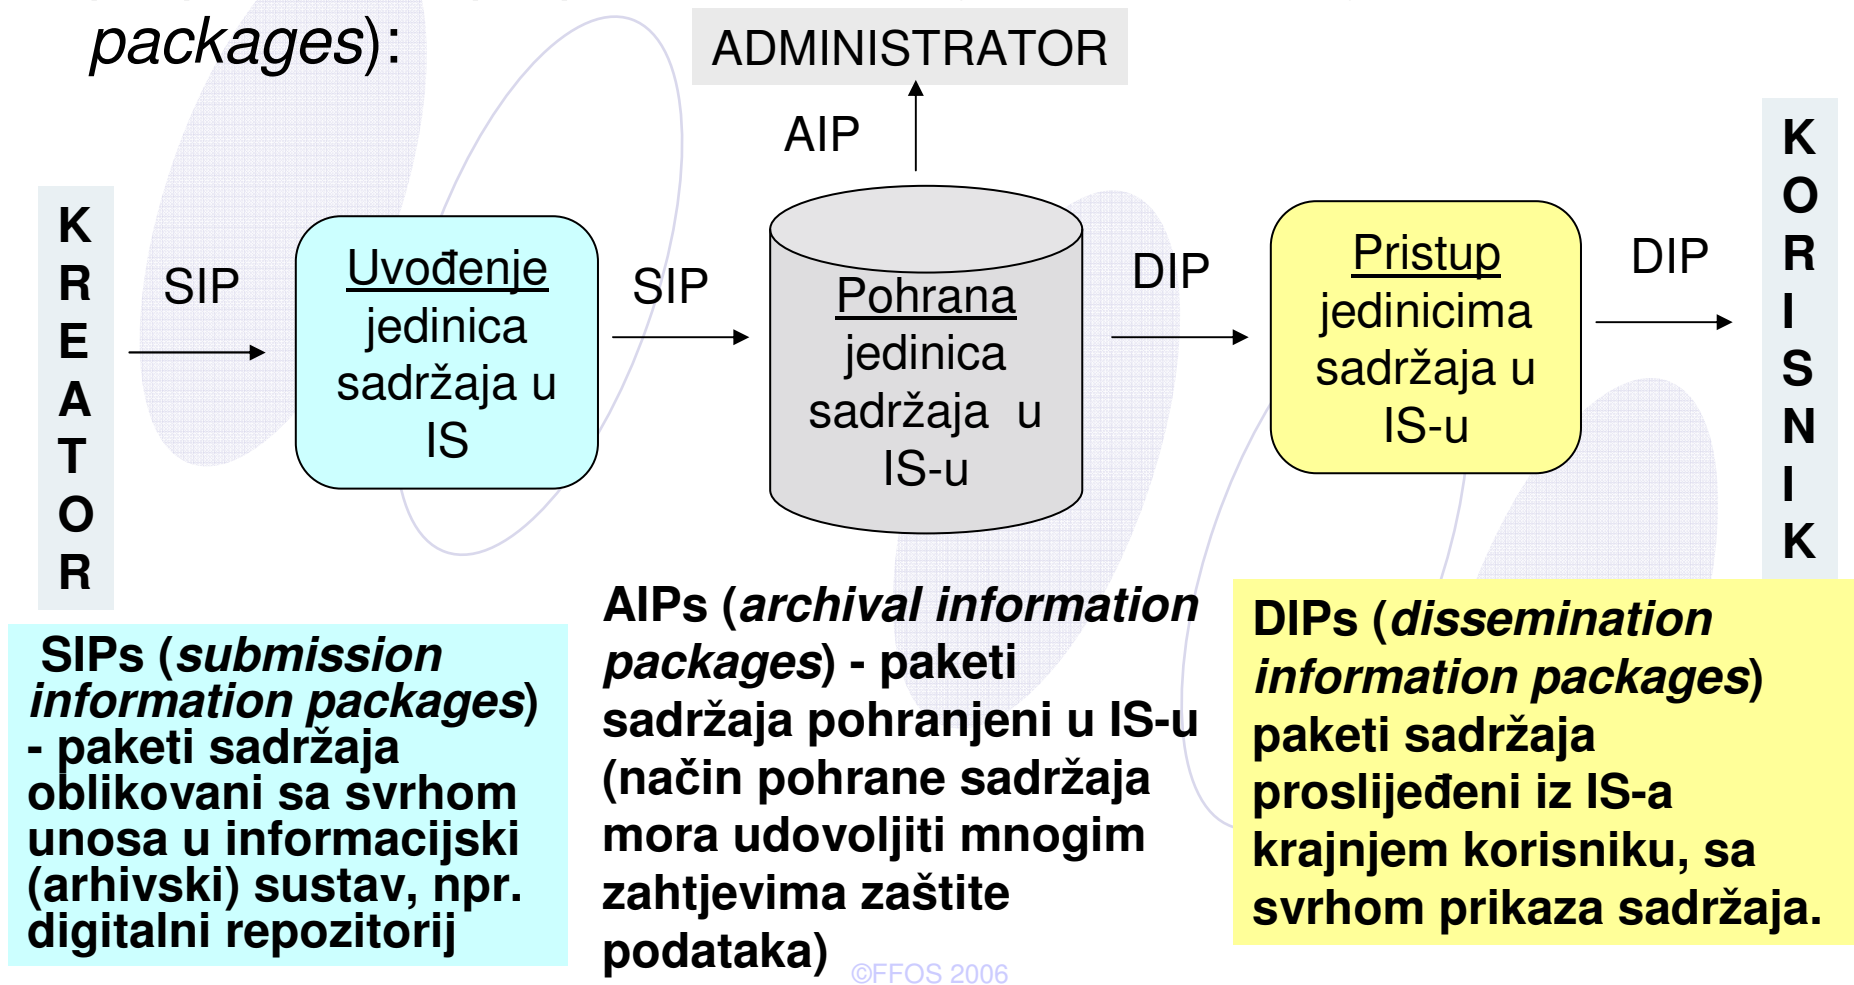 packages):
ADMINISTRATOR
AIP
K
R
E
A
T
O
R
SIP
Uvođenje
jedinica
sadržaja u
IS
SIP
Pohrana
jedinica
sadržaja u
IS-u
DIP
Pristup
jedinicima
sadržaja u
IS-u
DIP
K
O
R
I
S
N
I
K
SIPs (submission
information packages)
- paketi sadržaja
oblikovani sa svrhom
unosa u informacijski
(arhivski) sustav, npr.
digitalni repozitorij
AIPs (archival information
packages) - paketi
sadržaja pohranjeni u IS-u
(način pohrane sadržaja
mora udovoljiti mnogim
zahtjevima zaštite
podataka)
DIPs (dissemination
information packages)
paketi sadržaja
proslijeđeni iz IS-a
krajnjem korisniku, sa
svrhom prikaza sadržaja.
©FFOS 2006